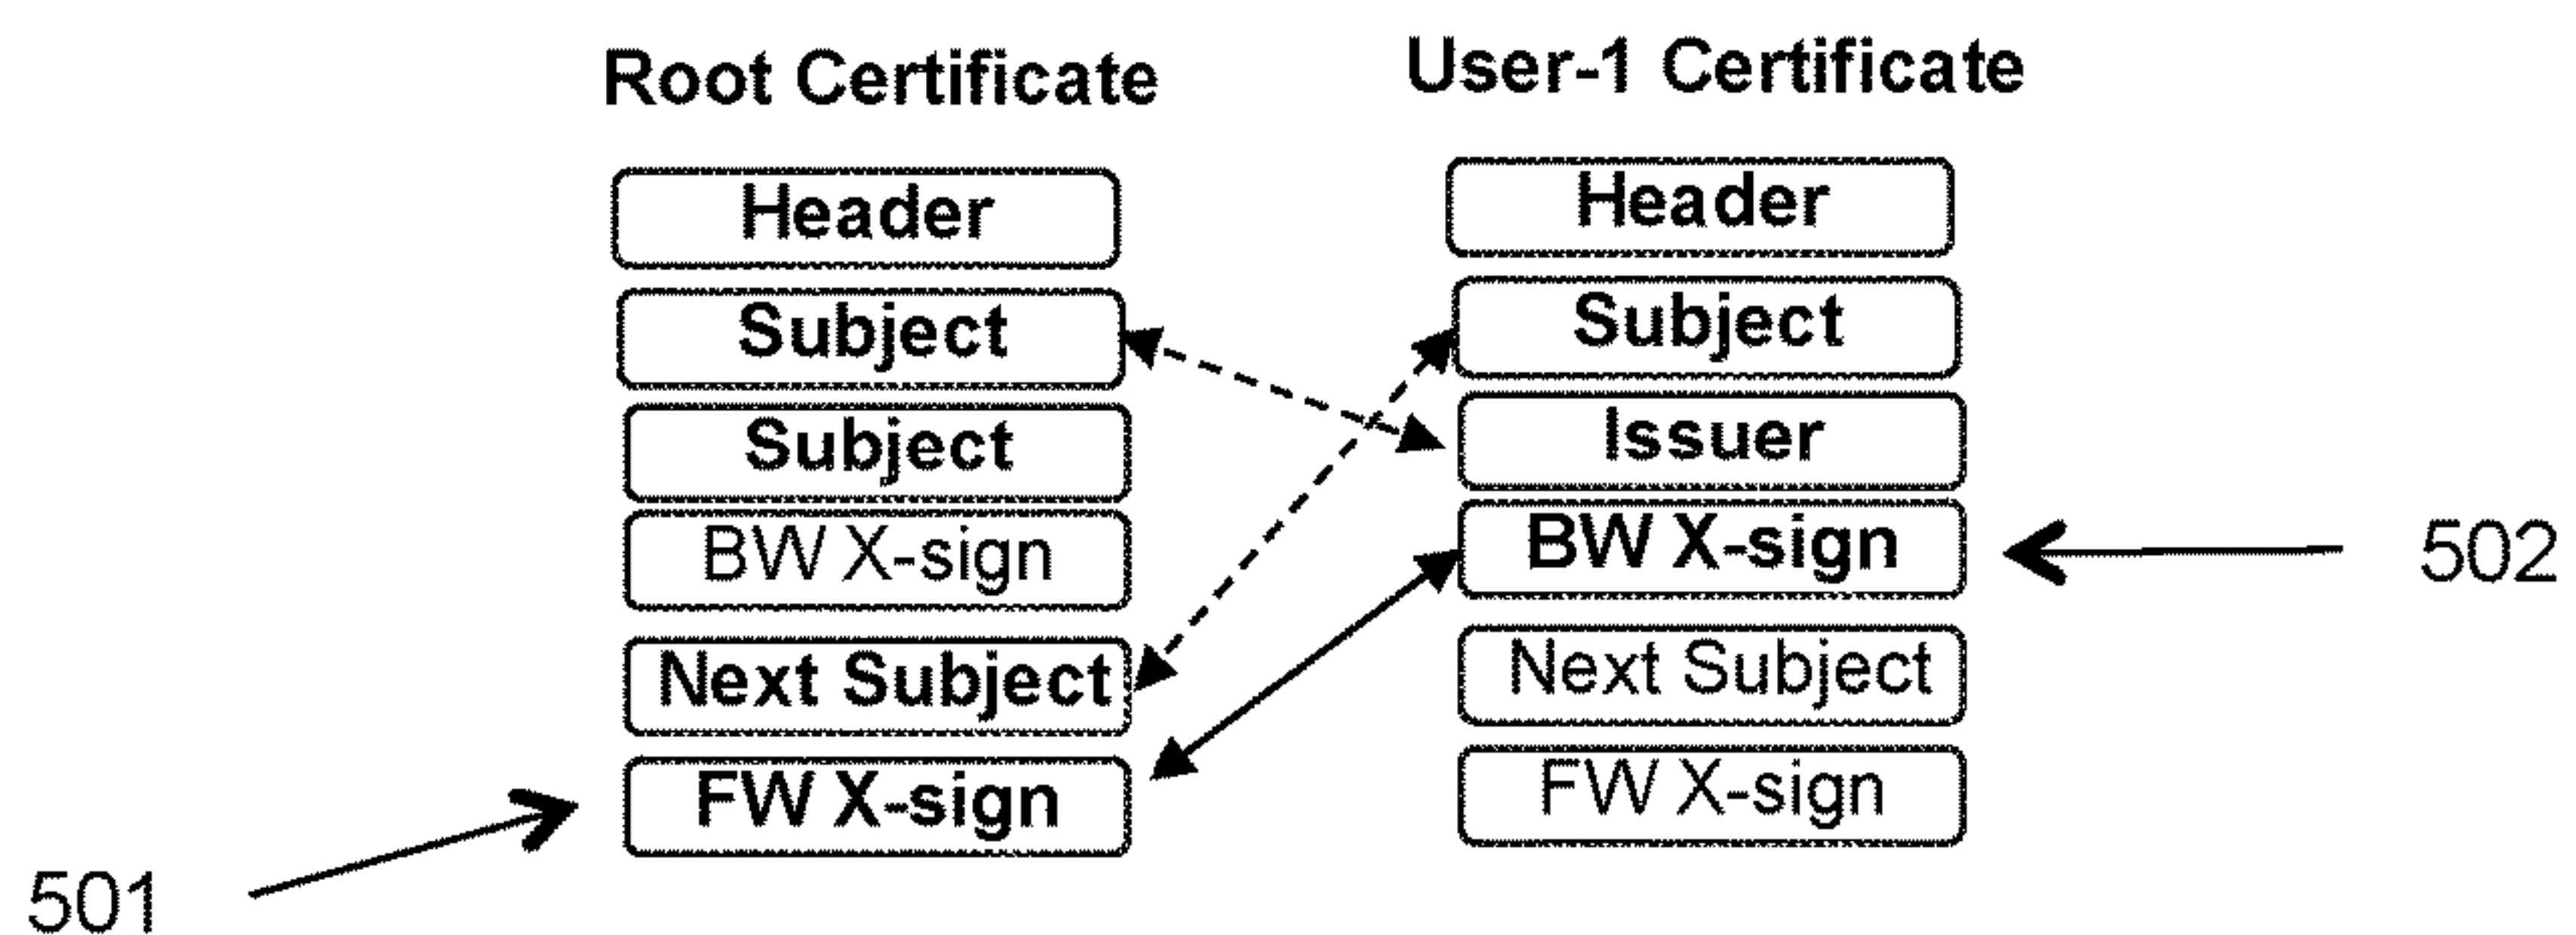 Root Certificate
User-1 Certificate
Header
Subject
Subject
BW X-sign
Next Subject
FW X-sign
Header
Subject
Issuer
BW X-sign
Next Subject
FW X-sign
501
502